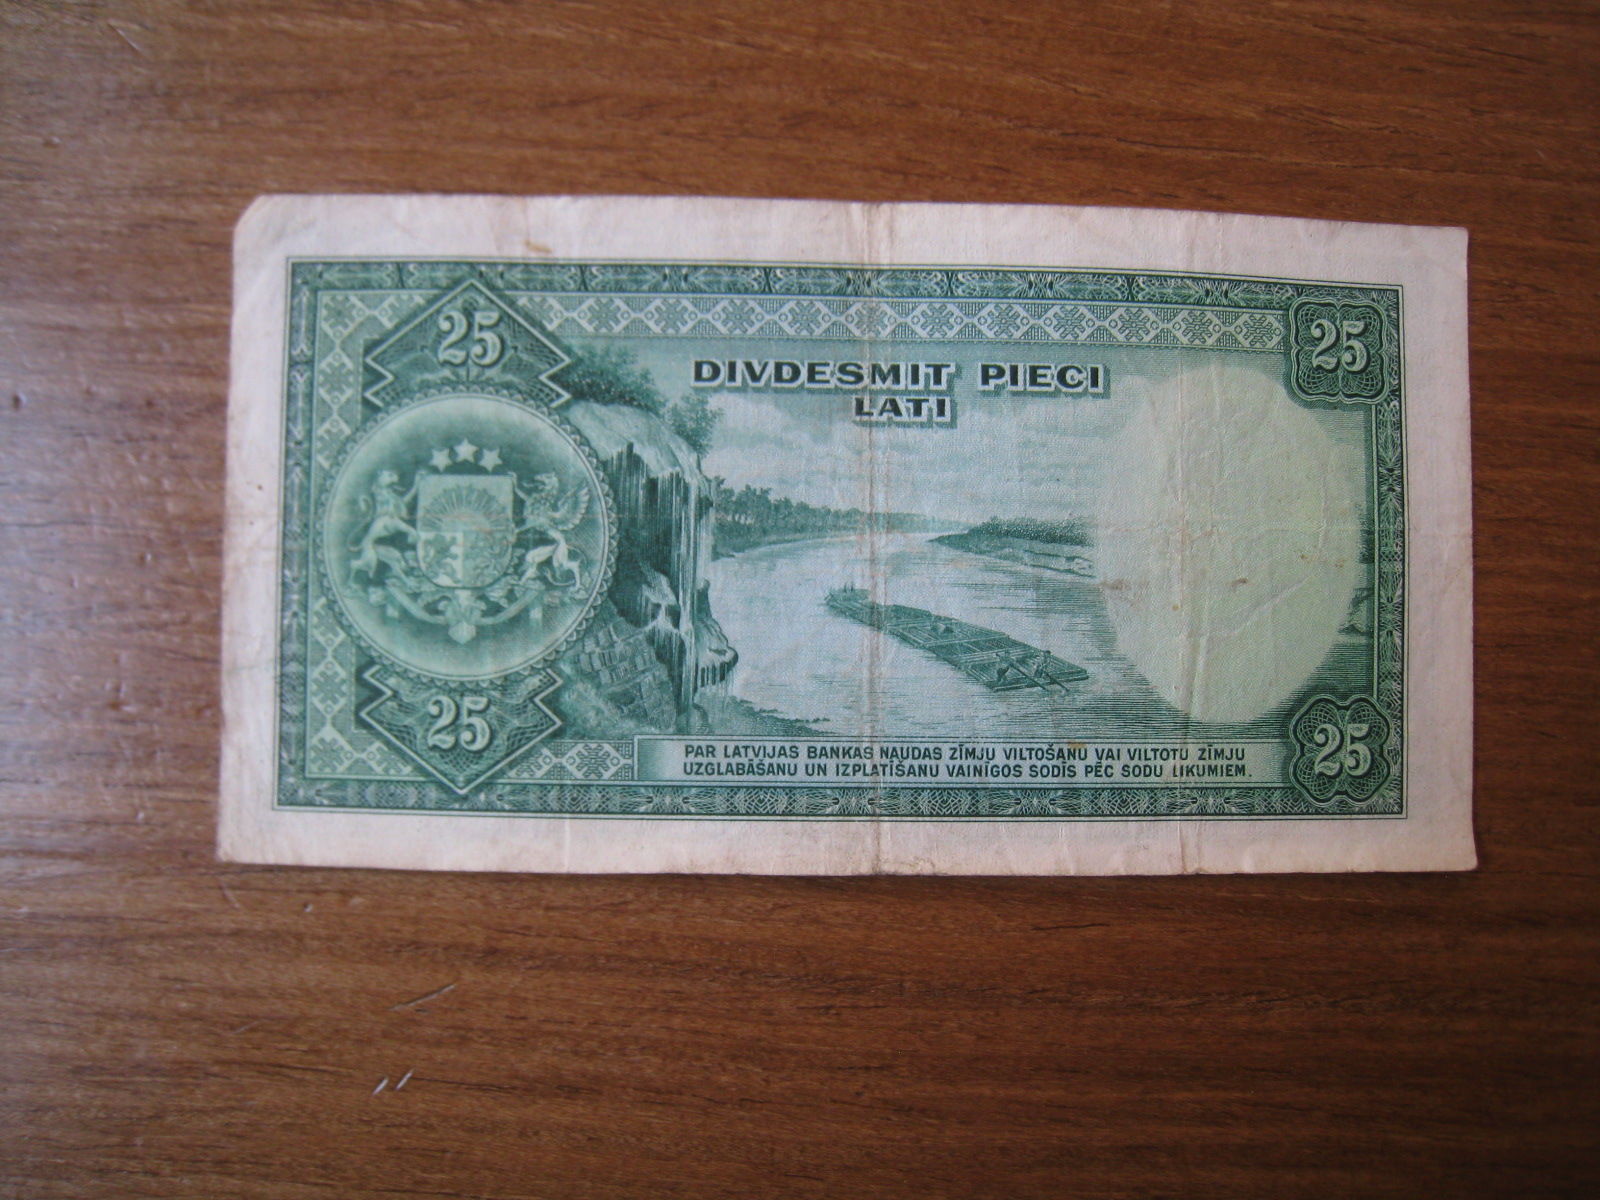 25
DIVDESMIT PIECI
LATI
25
25
PAR LATVIJAS BANKAS NAUDAS ZĪMJU VILTOŠANU VAI VILTOTU ZĪMJU
UZGLABĀŠANU UN IZPLATĪŠANU VAINĪGOS SODĪS PĒC SODU LIKUMIEM.
25